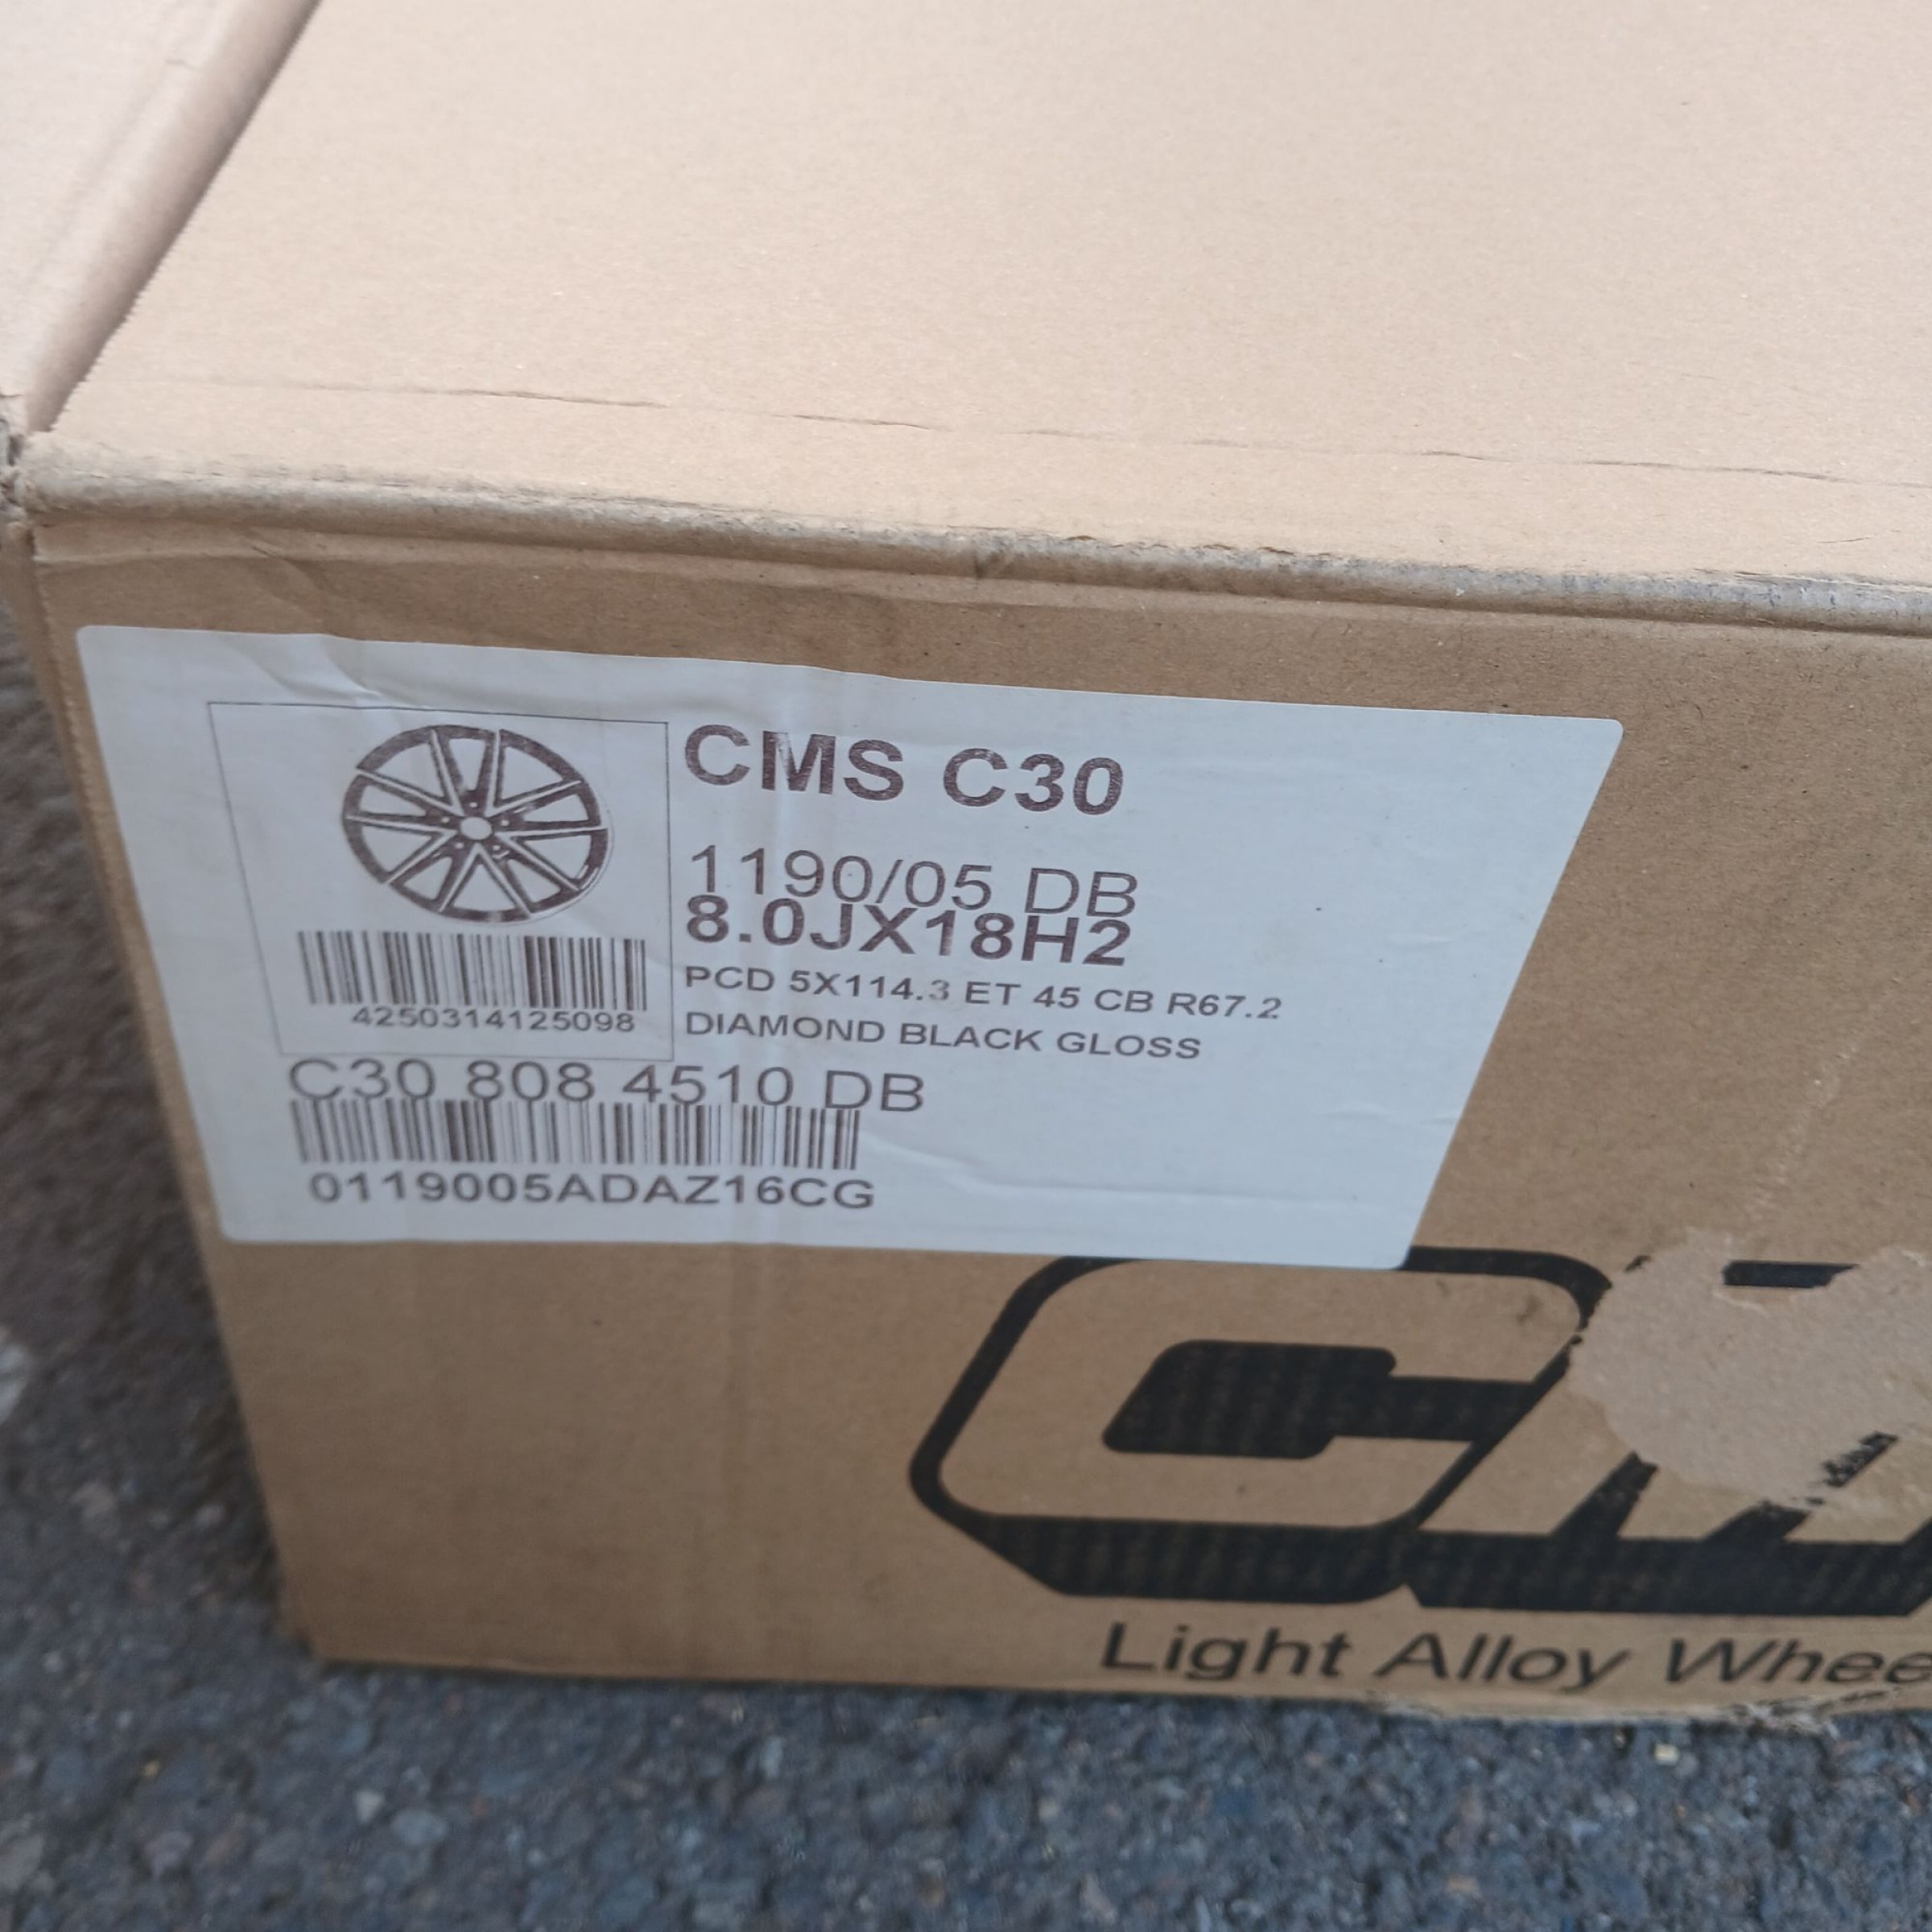 CMS C30
1190/05 DB
8.0JX18H2
PCD 5X114.3 ET 45 CB R67.2
DIAMOND BLACK GLOSS
4250314125098
C30 808 4510 DB
0119005ADAZ16CG
Light Alloy